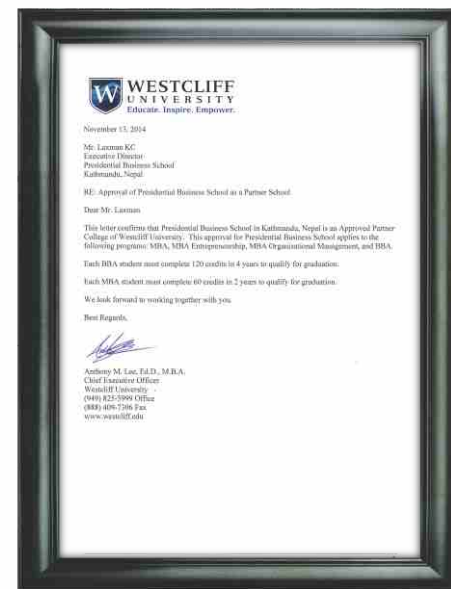 W
WESTCLIFF
UNIVERSITY
Educate. Inspire. Empower.
November 13, 2014
Mr. Laxman KC
Executive Director
Presidential Business School
Kathmandu, Nepal
RE: Approval of Presidential Business School as a Partner School
Dear Mr. Laxman
This letter confirms that Presidential Business School in Kathmandu, Nepal is an Approved Partner
College of Westcliff University. This approval for Presidential Business School applies to the
following programs: MBA, MBA Entrepreneurship, MBA Organizational Management, and BBA.
Each BBA student must complete 120 credits in 4 years to qualify for graduation.
Each MBA student must complete 60 credits in 2 years to qualify for graduation.
We look forward to working together with you.
Best Regards,
Anthony M. Lee, Ed.D., M.B.A.
Chief Executive Officer
Westcliff University
(949) 825-5999 Office
(888) 409-7306 Fax
www.westcliff.edu